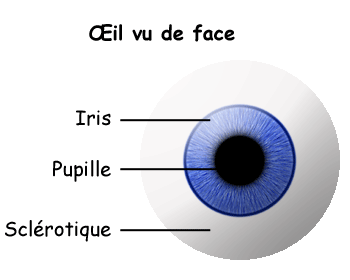 Œil vu de face
Iris
Pupille
Sclérotique